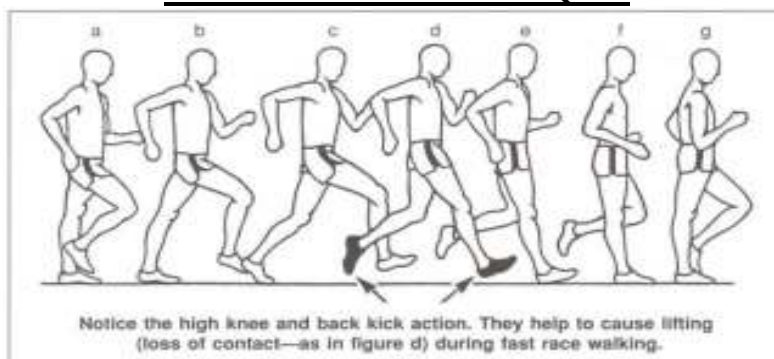 a b c d e f g
Notice the high knee and back kick action. They help to cause lifting
(loss of contact—as in figure d) during fast race walking.